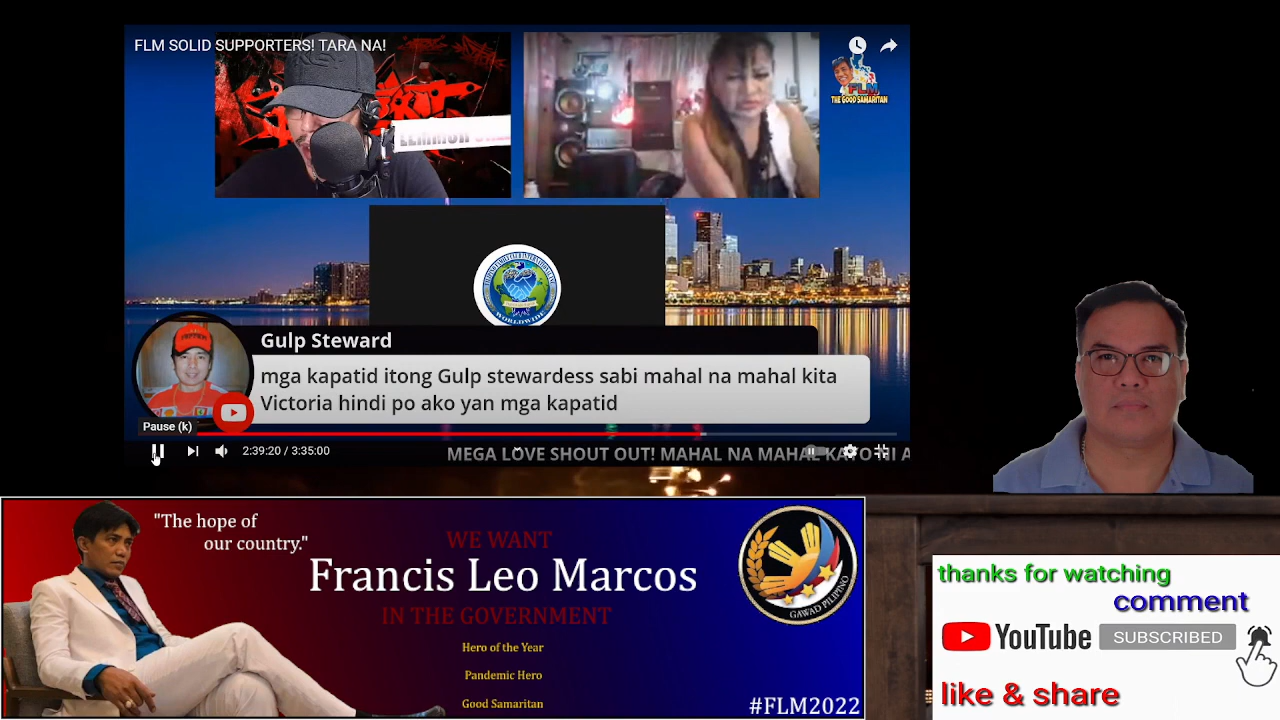 FLM SOLID SUPPORTERS! TARA NA!
FLM
THE GOOD SAMARITAN
WORLDWIDE
Gulp Steward
mga kapatid itong Gulp stewardess sabi mahal na mahal kita
Victoria hindi po ako yan mga kapatid
Pause (k)
2:39:20 / 3:35:00
MEGA LOVE SHOUT OUT! MAHAL NA MAHAL KAYO
"The hope of
our country."
WE WANT
Francis Leo Marcos
IN THE GOVERNMENT
Hero of the Year
Pandemic Hero
Good Samaritan
GAWAD PILIPINO
#FLM2022
thanks for watching
comment
YouTube SUBSCRIBED
like & share